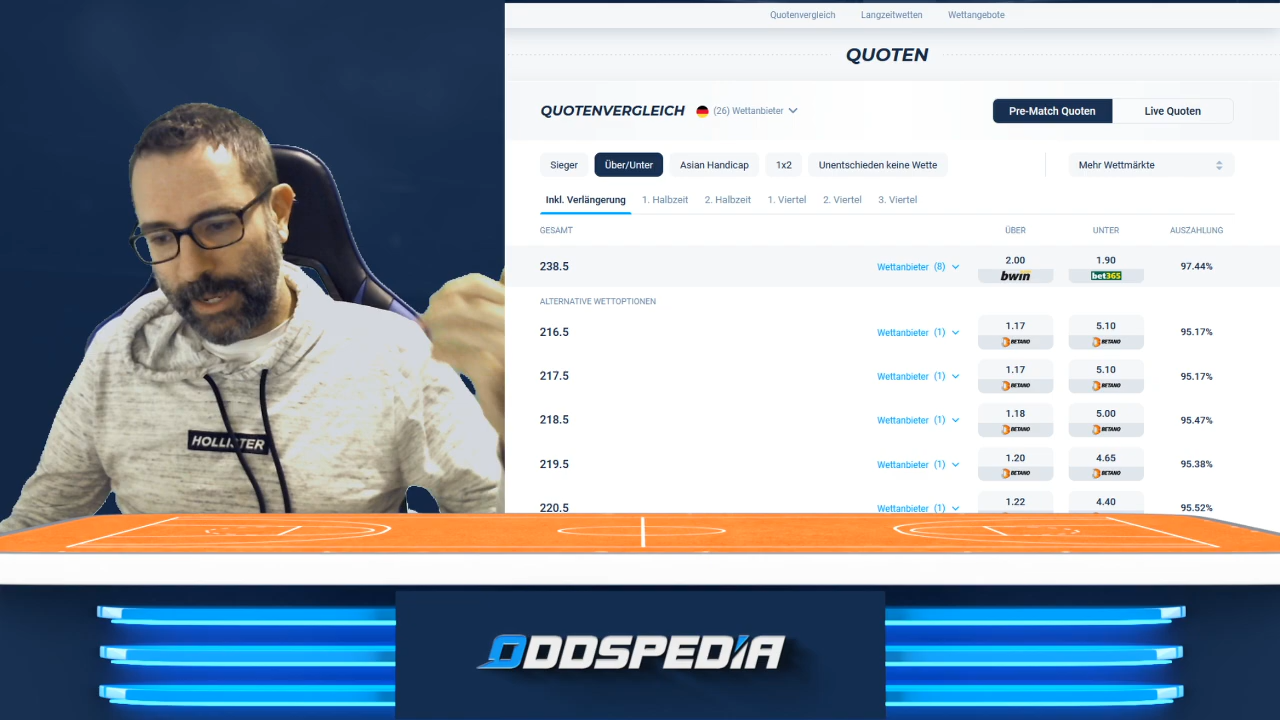 Quotenvergleich Langzeitwetten Wettangebote
QUOTEN
QUOTENVERGLEICH (26) Wettanbieter Pre-Match Quoten Live Quoten
Sieger Über/Unter Asian Handicap 1x2 Unentschieden keine Wette Mehr Wettmärkte
Inkl. Verlängerung 1. Halbzeit 2. Halbzeit 1. Viertel 2. Viertel 3. Viertel
GESAMT ÜBER UNTER AUSZAHLUNG
238.5 Wettanbieter (8) 2.00 1.90 97.44%
bwin bet365
ALTERNATIVE WETTOPTIONEN
216.5 Wettanbieter (1) 1.17 5.10 95.17%
BETANO BETANO
217.5 Wettanbieter (1) 1.17 5.10 95.17%
BETANO BETANO
218.5 Wettanbieter (1) 1.18 5.00 95.47%
BETANO BETANO
219.5 Wettanbieter (1) 1.20 4.65 95.38%
BETANO BETANO
220.5 Wettanbieter (1) 1.22 4.40 95.52%
HOLLISTER
ODDSPEDIA